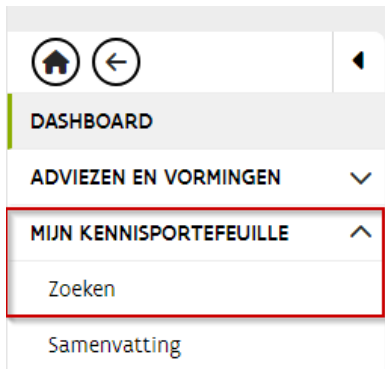 DASHBOARD
ADVIEZEN EN VORMINGEN
MIJN KENNISPORTEFEUILLE
Zoeken
Samenvatting